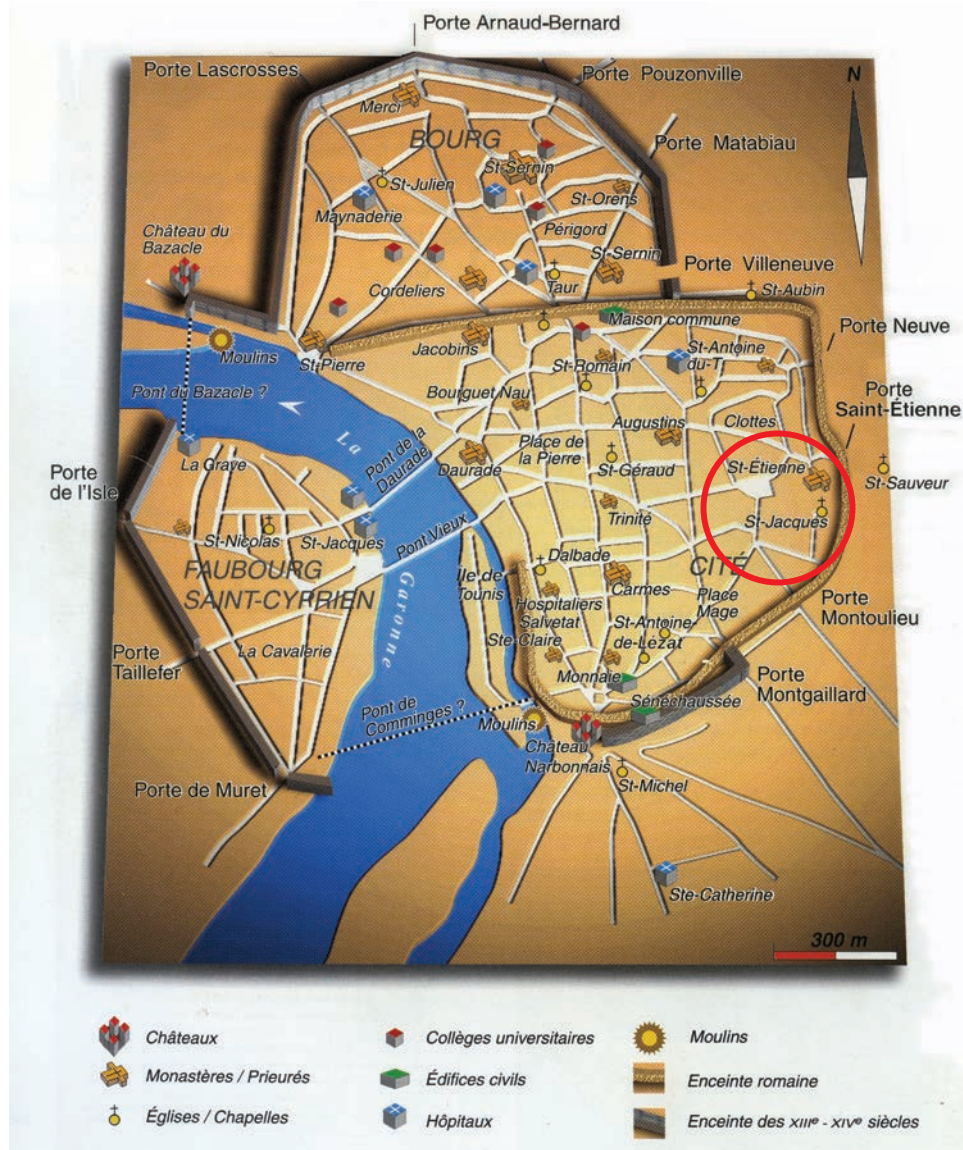 Porte Arnaud-Bernard
Porte Lascrosses
Porte Pouzonville
N
Merci
BOURG
Porte Matabiau
St-Sernin
St-Julien
St-Orens
Maynaderie
Périgord
Château du
Bazacle
St-Sernin
Porte Villeneuve
Cordeliers
Taur
St-Aubin
Maison commune
Porte Neuve
Moulins
St-Pierre
Jacobins
St-Romain
St-Antoine
du-T.
Pont du Bazacle ?
Bourguet Nau
Porte
Saint-Étienne
La
Pont de la
Daurade
Augustins
Clottes
Place de
la Pierre
La Grave
Daurade
St-Géraud
St-Étienne
St-Sauveur
Porte
de l'Isle
St-Nicolas
St-Jacques
Pont Vieux
Trinité
St-Jacques
FAUBOURG
SAINT-CYPRIEN
Garonne
Ile de
Tounis
Dalbade
CITÉ
Carmes
Place
Mage
Hospitaliers
Salvetat
Ste-Claire
St-Antoine-
de-Lézat
Porte
Montoulieu
Porte
Taillefer
La Cavalerie
Monnaie
Porte
Montgaillard
Sénéchaussée
Pont de
Comminges ?
Moulins
Château
Narbonnais
St-Michel
Porte de Muret
Ste-Catherine
300 m
Châteaux
Collèges universitaires
Moulins
Monastères / Prieurés
Édifices civils
Enceinte romaine
Églises / Chapelles
Hôpitaux
Enceinte des XIIIe - XIVe siècles